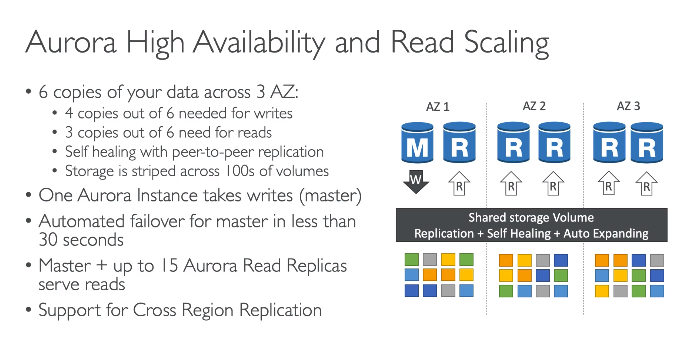 Aurora High Availability and Read Scaling
• 6 copies of your data across 3 AZ:
• 4 copies out of 6 needed for writes
• 3 copies out of 6 need for reads
• Self healing with peer-to-peer replication
• Storage is striped across 100s of volumes
• One Aurora Instance takes writes (master)
• Automated failover for master in less than
30 seconds
• Master + up to 15 Aurora Read Replicas
serve reads
• Support for Cross Region Replication
AZ 1 AZ 2 AZ 3
M R R R R R
W R R R R R
Shared storage Volume
Replication + Self Healing + Auto Expanding